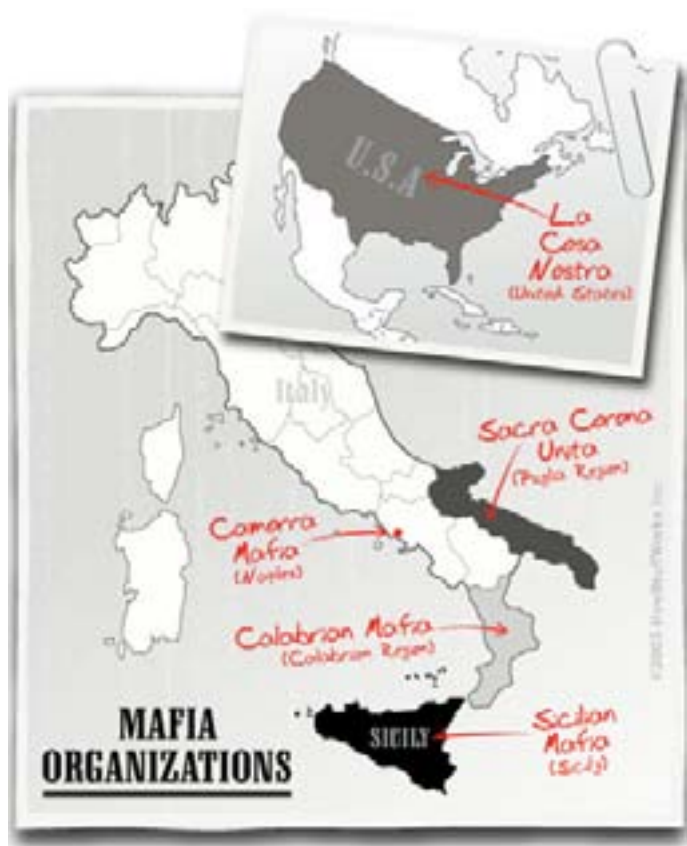 U.S.A
La
Cosa
Nostra
(United States)
Italy
Sacra Corona
Unita
(Puglia Region)
Camorra
Mafia
(Naples)
Calabrian Mafia
(Calabrian Region)
SICILY
Sicilian
Mafia
(Sicily)
MAFIA
ORGANIZATIONS
HowStuffWorks